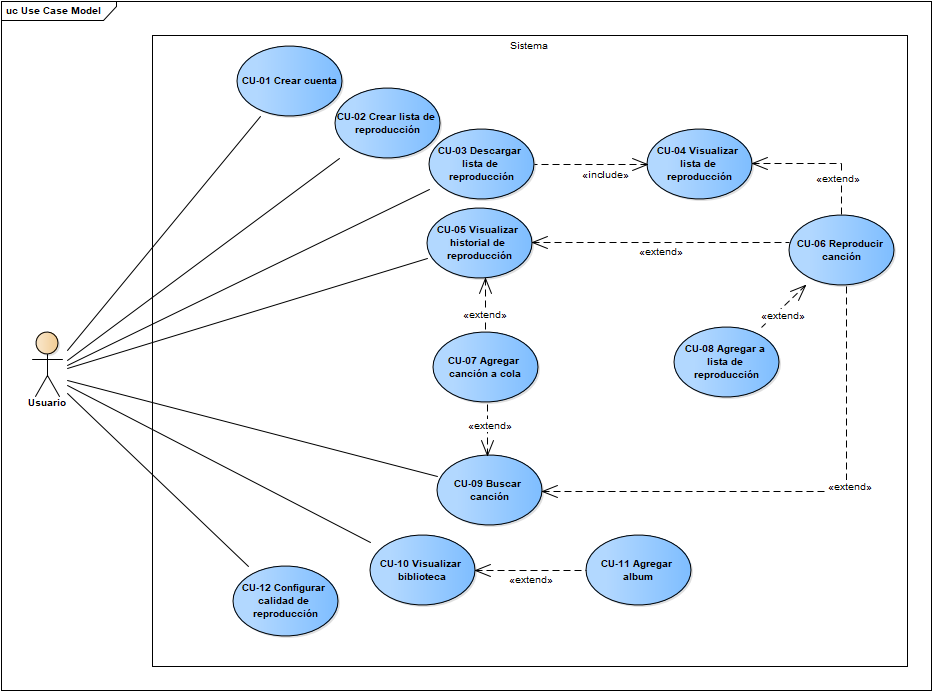 uc Use Case Model
Sistema
CU-01 Crear cuenta
CU-02 Crear lista de
reproducción
CU-03 Descargar
lista de
reproducción
«include»
CU-04 Visualizar
lista de
reproducción
«extend»
CU-05 Visualizar
historial de
reproducción
«extend»
CU-06 Reproducir
canción
«extend»
«extend»
CU-07 Agregar
canción a cola
CU-08 Agregar a
lista de
reproducción
Usuario
«extend»
CU-09 Buscar
canción
«extend»
CU-10 Visualizar
biblioteca
«extend»
CU-11 Agregar
album
CU-12 Configurar
calidad de
reproducción